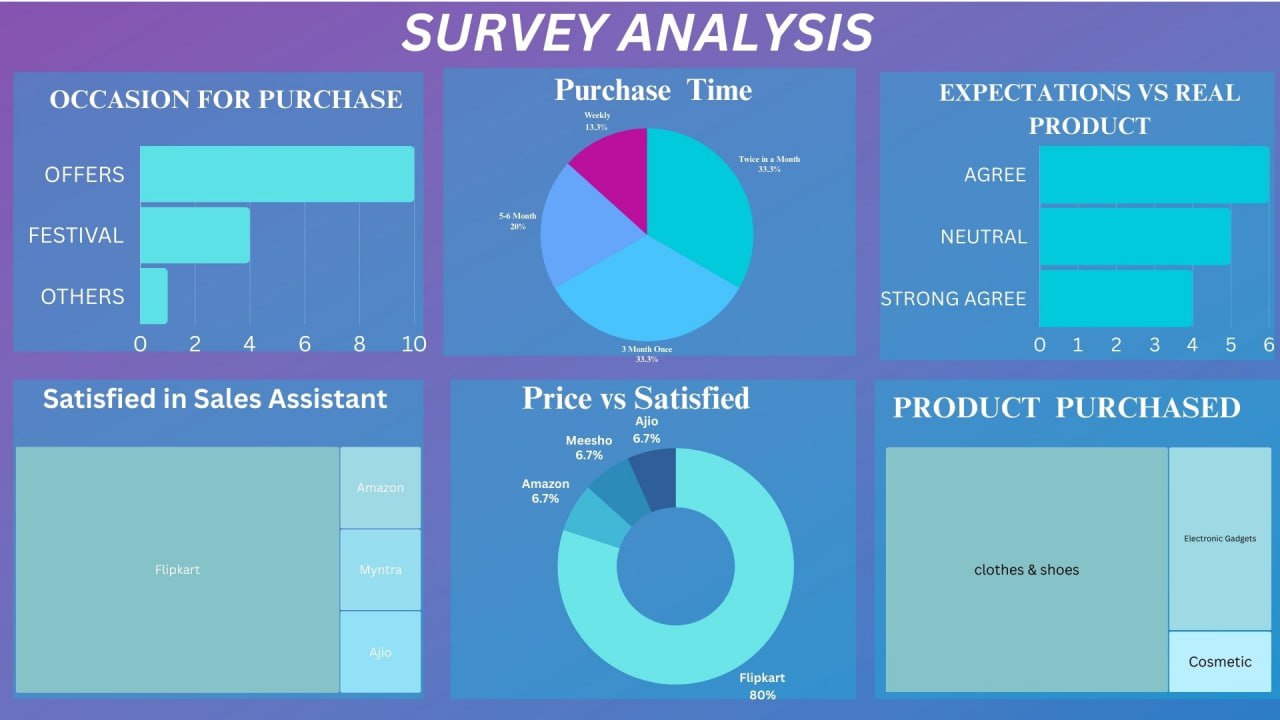 SURVEY ANALYSIS
OCCASION FOR PURCHASE
OFFERS
FESTIVAL
OTHERS
0 2 4 6 8 10
Purchase Time
Weekly
13.3%
Twice in a Month
33.3%
5-6 Month
20%
3 Month Once
33.3%
EXPECTATIONS VS REAL
PRODUCT
AGREE
NEUTRAL
STRONG AGREE
0 1 2 3 4 5 6
Satisfied in Sales Assistant
Flipkart
Amazon
Myntra
Ajio
Price vs Satisfied
Ajio
6.7%
Meesho
6.7%
Amazon
6.7%
Flipkart
80%
PRODUCT PURCHASED
clothes & shoes
Electronic Gadgets
Cosmetic